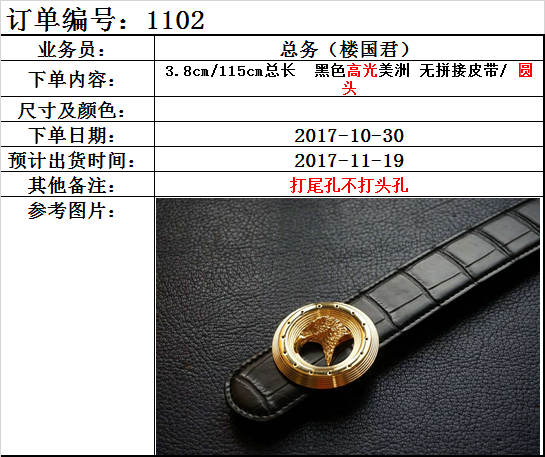 订单编号：1102
业务员： 总务（楼国君）
下单内容： 3.8cm/115cm总长 黑色高光美洲 无拼接皮带/ 圆
头
尺寸及颜色：
下单日期： 2017-10-30
预计出货时间： 2017-11-19
其他备注： 打尾孔不打头孔
参考图片：